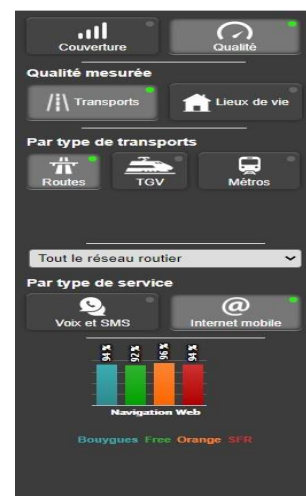 Couverture Qualité
Qualité mesurée
Transports Lieux de vie
Par type de transports
Routes TGV Métros
Tout le réseau routier
Par type de service
@
Voix et SMS Internet mobile
94 % 92 % 96 % 94 %
Navigation Web
Bouygues Free Orange SFR